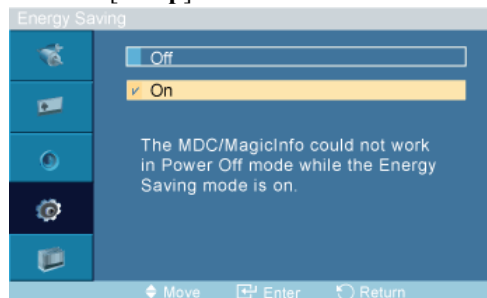 Energy Saving
Off
On
The MDC/MagicInfo could not work
in Power Off mode while the Energy
Saving mode is on.
Move Enter Return